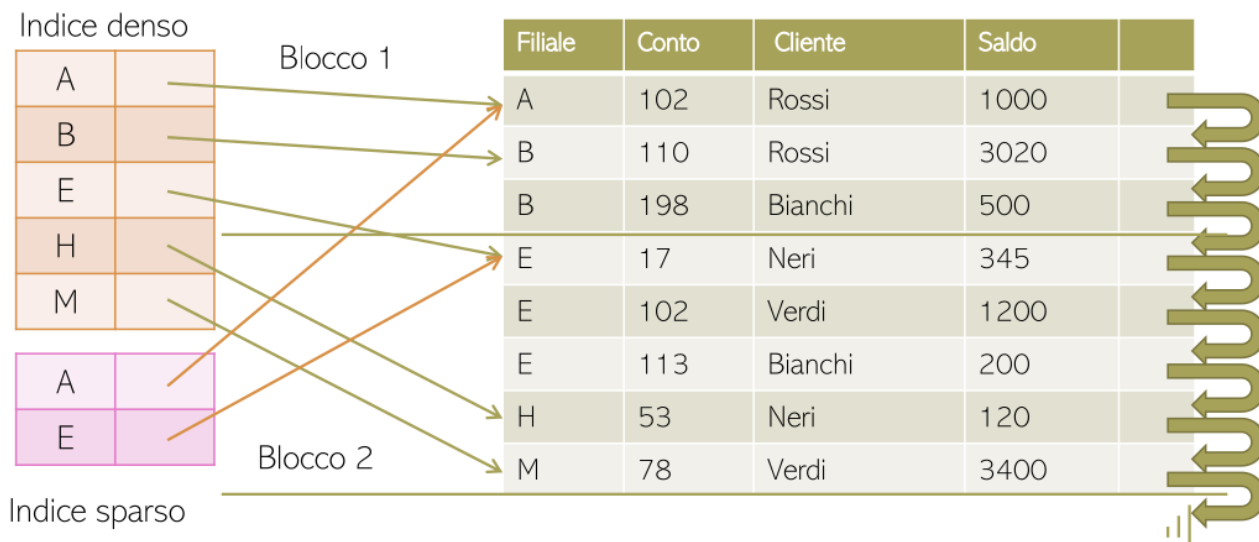 Indice denso
A
B
E
H
M
A
E
Indice sparso
Blocco 1
Blocco 2
Filiale Conto Cliente Saldo
A 102 Rossi 1000
B 110 Rossi 3020
B 198 Bianchi 500
E 17 Neri 345
E 102 Verdi 1200
E 113 Bianchi 200
H 53 Neri 120
M 78 Verdi 3400